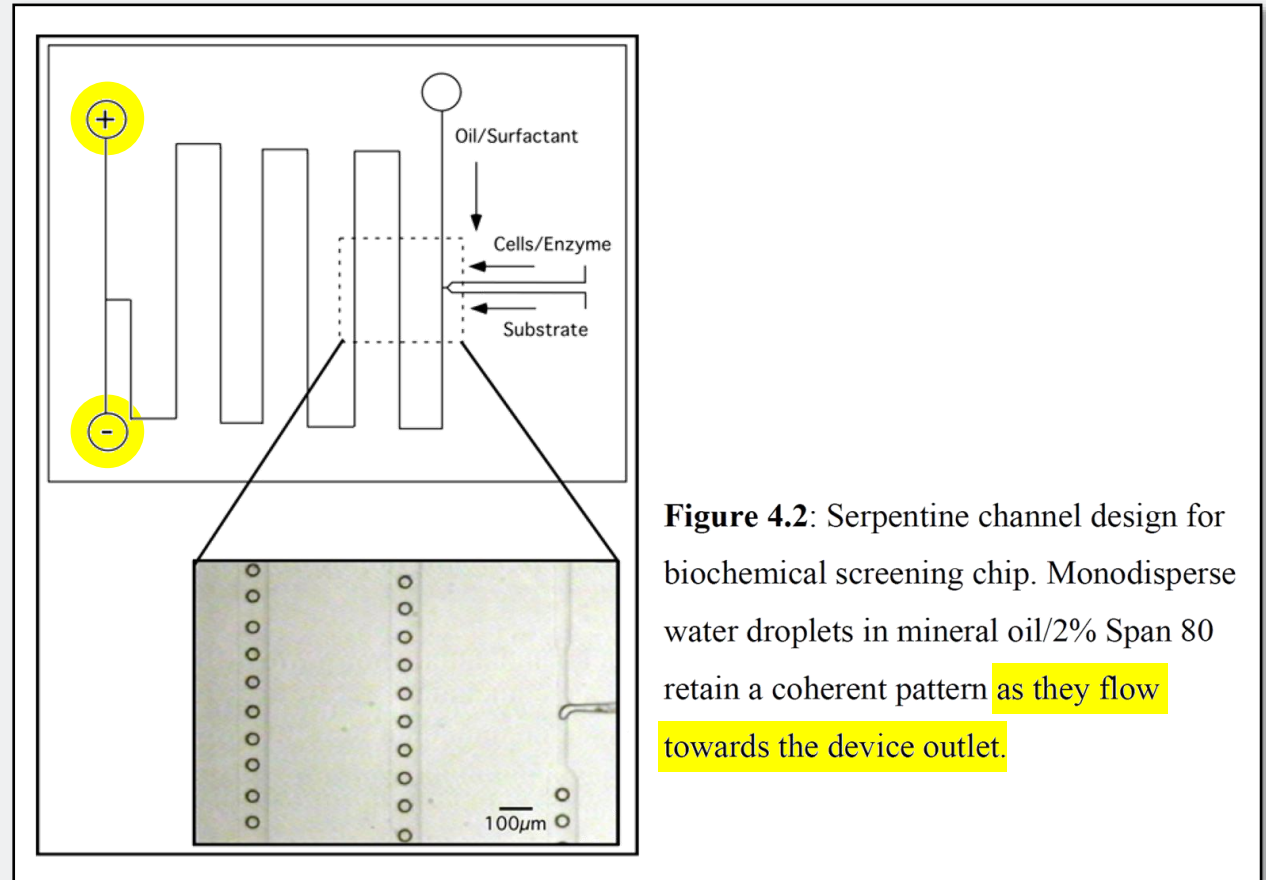 +
Oil/Surfactant
Cells/Enzyme
Substrate
-
100µm
Figure 4.2: Serpentine channel design for
biochemical screening chip. Monodisperse
water droplets in mineral oil/2% Span 80
retain a coherent pattern as they flow
towards the device outlet.